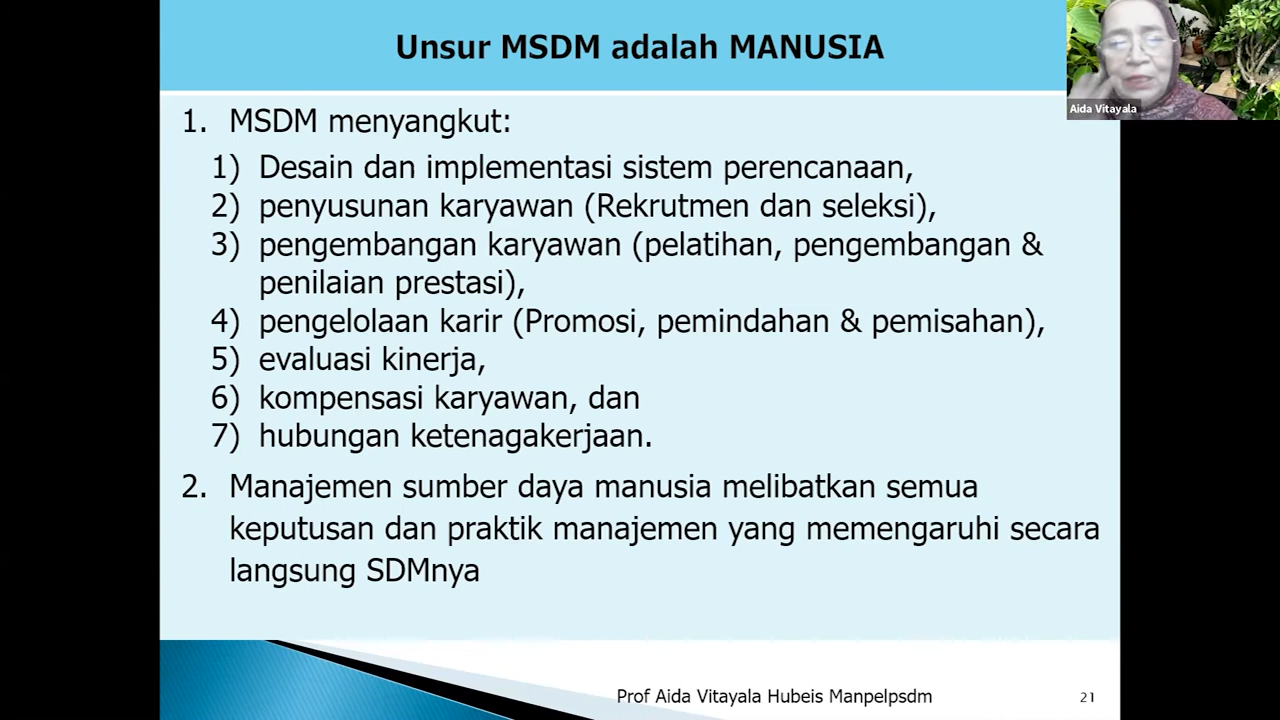 Unsur MSDM adalah MANUSIA
Aida Vitayala
1. MSDM menyangkut:
1) Desain dan implementasi sistem perencanaan,
2) penyusunan karyawan (Rekrutmen dan seleksi),
3) pengembangan karyawan (pelatihan, pengembangan &
penilaian prestasi),
4) pengelolaan karir (Promosi, pemindahan & pemisahan),
5) evaluasi kinerja,
6) kompensasi karyawan, dan
7) hubungan ketenagakerjaan.
2. Manajemen sumber daya manusia melibatkan semua
keputusan dan praktik manajemen yang memengaruhi secara
langsung SDMnya
Prof Aida Vitayala Hubeis Manpelpsdm 21